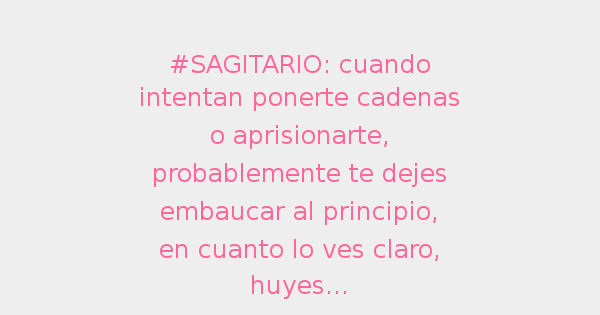 #SAGITARIO: cuando
intentan ponerte cadenas
o aprisionarte,
probablemente te dejes
embaucar al principio,
en cuanto lo ves claro,
huyes...